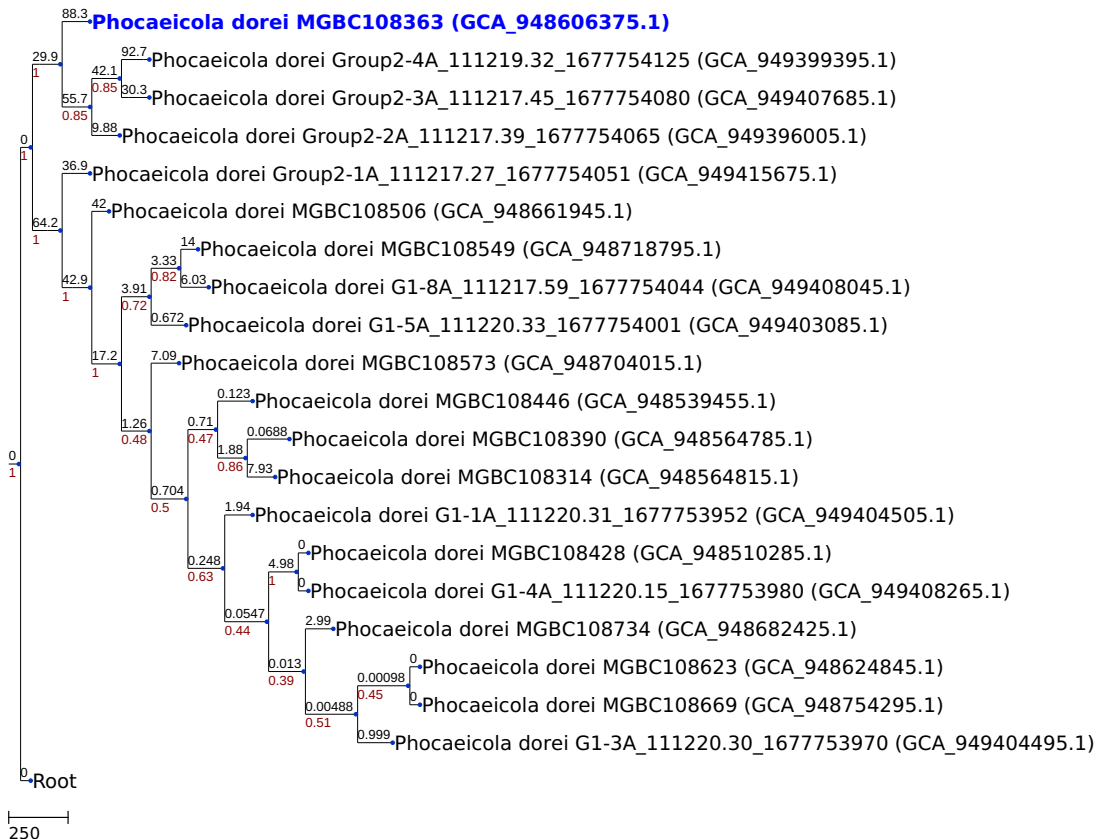 88.3
Phocaeicola dorei MGBC108363 (GCA_948606375.1)
92.7
Phocaeicola dorei Group2-4A_111219.32_1677754125 (GCA_949399395.1)
29.9
1
42.1
0.85
30.3
Phocaeicola dorei Group2-3A_111217.45_1677754080 (GCA_949407685.1)
55.7
0.85
9.88
Phocaeicola dorei Group2-2A_111217.39_1677754065 (GCA_949396005.1)
0
1
36.9
Phocaeicola dorei Group2-1A_111217.27_1677754051 (GCA_949415675.1)
42
Phocaeicola dorei MGBC108506 (GCA_948661945.1)
64.2
1
14
Phocaeicola dorei MGBC108549 (GCA_948718795.1)
3.33
0.82
6.03
Phocaeicola dorei G1-8A_111217.59_1677754044 (GCA_949408045.1)
42.9
1
3.91
0.72
0.672
Phocaeicola dorei G1-5A_111220.33_1677754001 (GCA_949403085.1)
17.2
1
7.09
Phocaeicola dorei MGBC108573 (GCA_948704015.1)
0.123
Phocaeicola dorei MGBC108446 (GCA_948539455.1)
1.26
0.48
0.71
0.47
0.0688
Phocaeicola dorei MGBC108390 (GCA_948564785.1)
0
1
1.88
0.86
7.93
Phocaeicola dorei MGBC108314 (GCA_948564815.1)
0.704
0.5
1.94
Phocaeicola dorei G1-1A_111220.31_1677753952 (GCA_949404505.1)
0
Phocaeicola dorei MGBC108428 (GCA_948510285.1)
0.248
0.63
4.98
1
0
Phocaeicola dorei G1-4A_111220.15_1677753980 (GCA_949408265.1)
0.0547
0.44
2.99
Phocaeicola dorei MGBC108734 (GCA_948682425.1)
0.013
0.39
0
Phocaeicola dorei MGBC108623 (GCA_948624845.1)
0.00098
0.45
0
Phocaeicola dorei MGBC108669 (GCA_948754295.1)
0.00488
0.51
0.999
Phocaeicola dorei G1-3A_111220.30_1677753970 (GCA_949404495.1)
0
Root
250